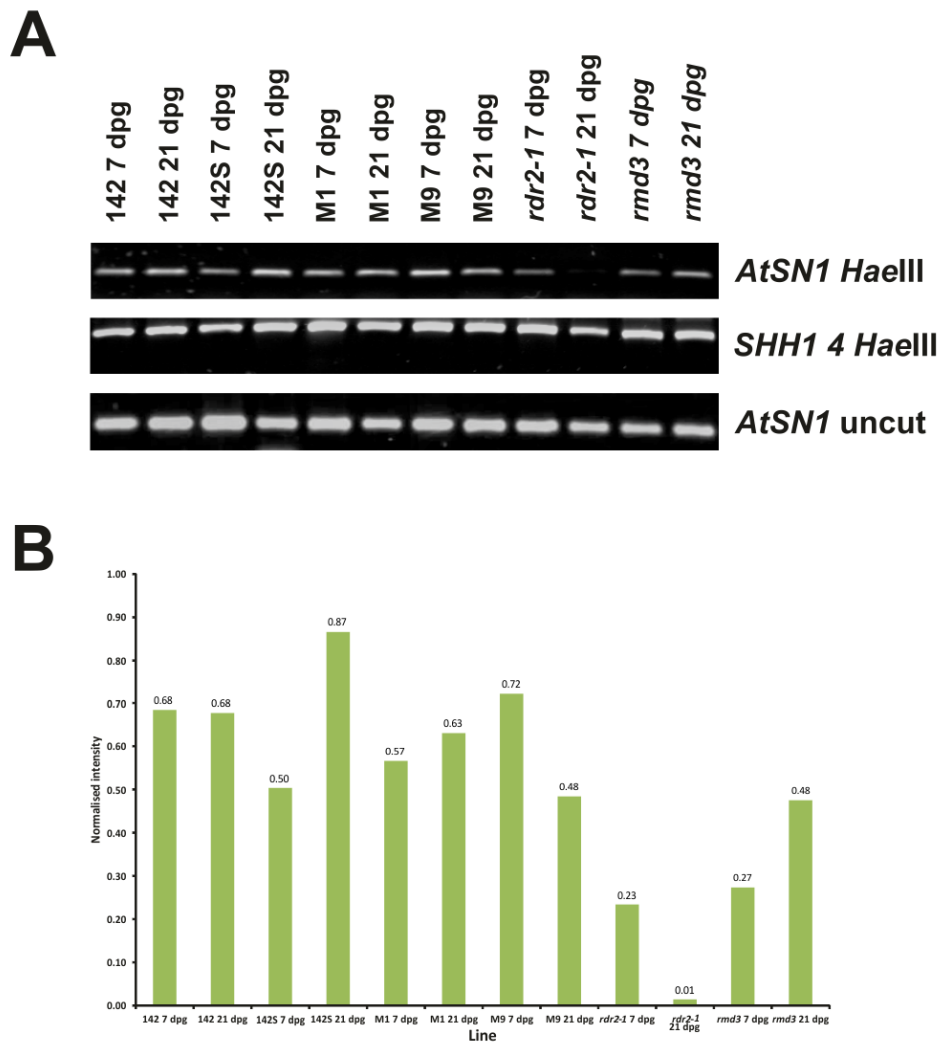 A
142 7 dpg
142 21 dpg
142S 7 dpg
142S 21 dpg
M1 7 dpg
M1 21 dpg
M9 7 dpg
M9 21 dpg
rdr2-1 7 dpg
rdr2-1 21 dpg
rmd3 7 dpg
rmd3 21 dpg
AtSN1 HaeIII
SHH1 4 HaeIII
AtSN1 uncut
B
1.00
0.90
0.80
0.70
0.60
0.50
0.40
0.30
0.20
0.10
0.00
Normalised intensity
0.68
0.68
0.50
0.87
0.57
0.63
0.72
0.48
0.23
0.01
0.27
0.48
142 7 dpg
142 21 dpg
142S 7 dpg
142S 21 dpg
M1 7 dpg
M1 21 dpg
M9 7 dpg
M9 21 dpg
rdr2-1 7 dpg
rdr2-1
21 dpg
rmd3 7 dpg
rmd3 21 dpg
Line